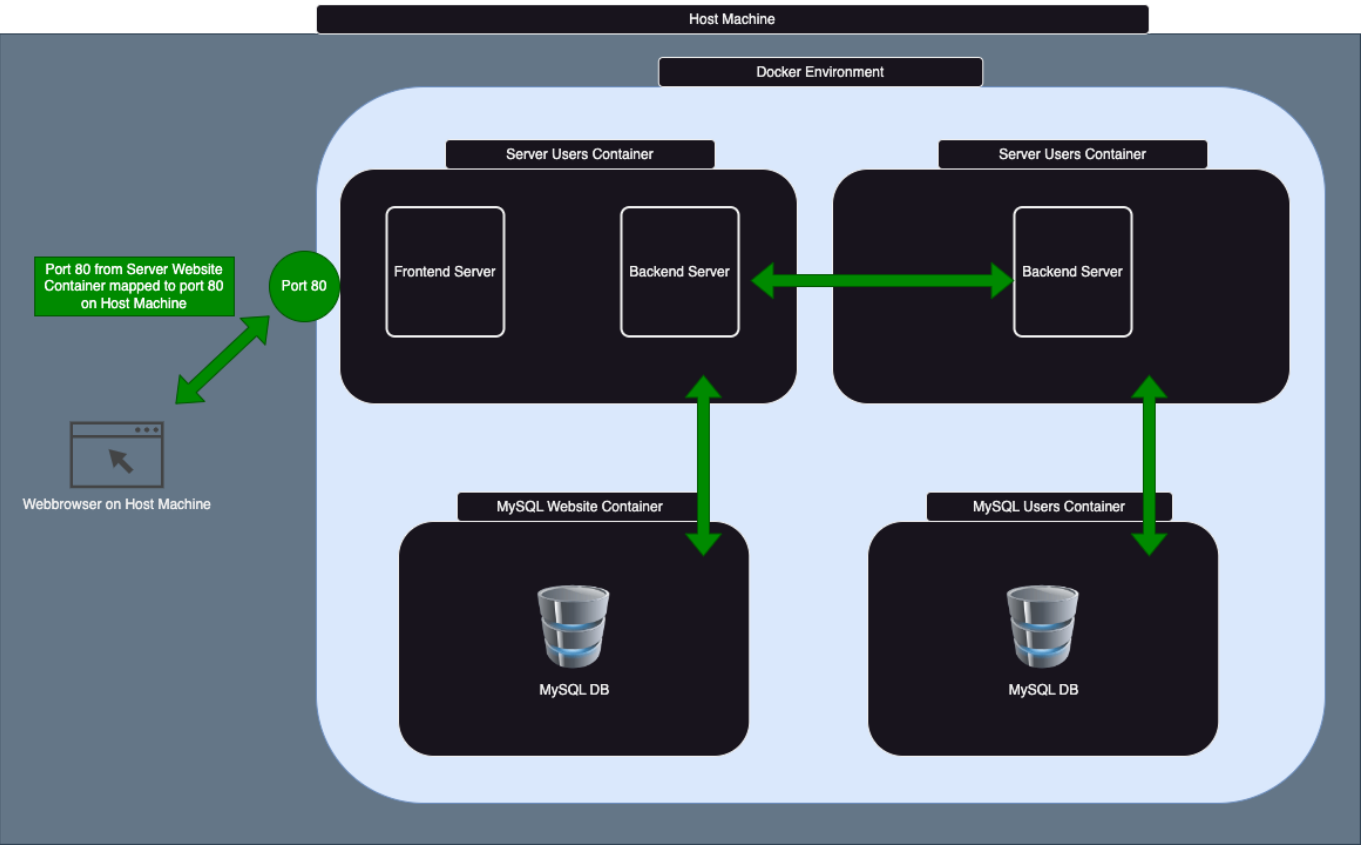 Host Machine
Docker Environment
Server Users Container
Server Users Container
Frontend Server
Backend Server
Backend Server
Port 80 from Server Website
Container mapped to port 80
on Host Machine
Port 80
Webbrowser on Host Machine
MySQL Website Container
MySQL Users Container
MySQL DB
MySQL DB